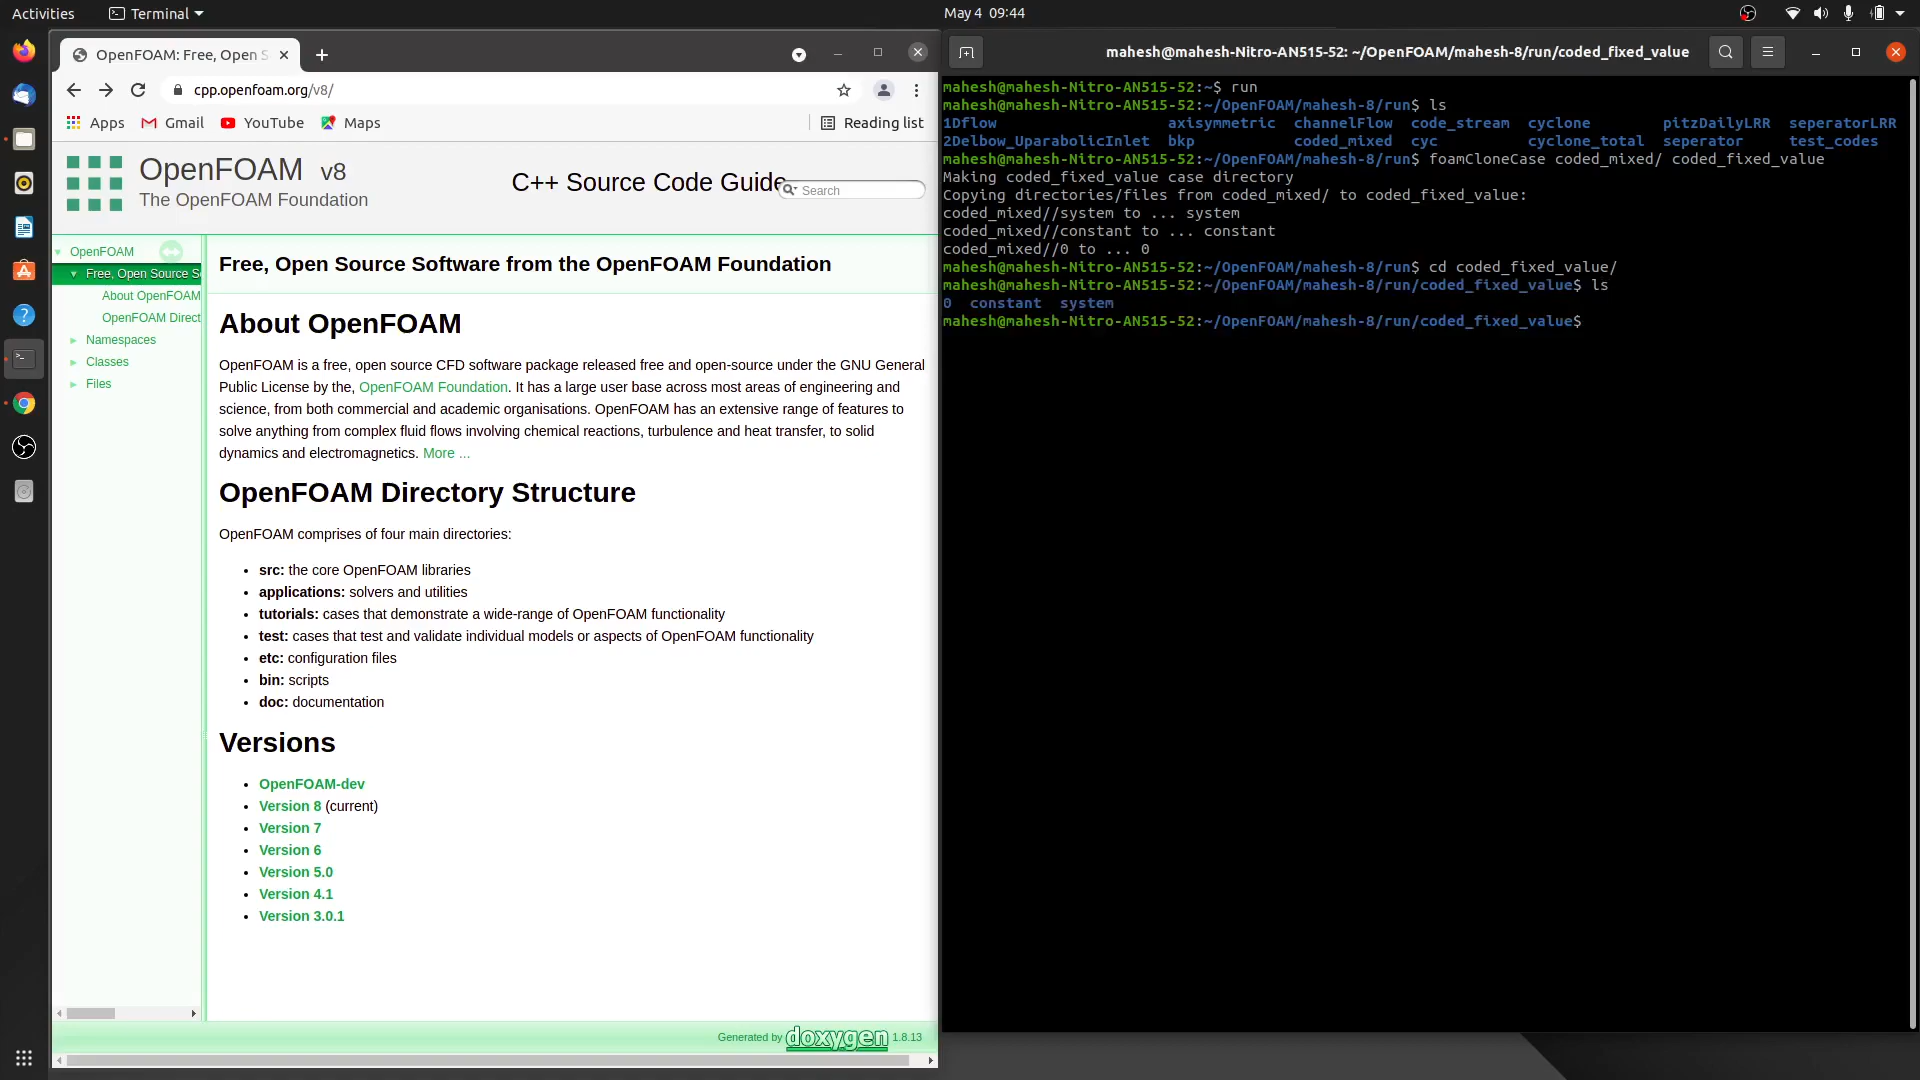 Activities
Terminal
May 4 09:44
OpenFOAM: Free, Open S
cpp.openfoam.org/v8/
Apps
Gmail
YouTube
Maps
Reading list
OpenFOAM v8
The OpenFOAM Foundation
C++ Source Code Guide
Search
OpenFOAM
Free, Open Source S
About OpenFOAM
OpenFOAM Direct
Namespaces
Classes
Files
Free, Open Source Software from the OpenFOAM Foundation
About OpenFOAM
OpenFOAM is a free, open source CFD software package released free and open-source under the GNU General
Public License by the, OpenFOAM Foundation. It has a large user base across most areas of engineering and
science, from both commercial and academic organisations. OpenFOAM has an extensive range of features to
solve anything from complex fluid flows involving chemical reactions, turbulence and heat transfer, to solid
dynamics and electromagnetics. More ...
OpenFOAM Directory Structure
OpenFOAM comprises of four main directories:
src: the core OpenFOAM libraries
applications: solvers and utilities
tutorials: cases that demonstrate a wide-range of OpenFOAM functionality
test: cases that test and validate individual models or aspects of OpenFOAM functionality
etc: configuration files
bin: scripts
doc: documentation
Versions
OpenFOAM-dev
Version 8 (current)
Version 7
Version 6
Version 5.0
Version 4.1
Version 3.0.1
Generated by doxygen 1.8.13
mahesh@mahesh-Nitro-AN515-52: ~/OpenFOAM/mahesh-8/run/coded_fixed_value
mahesh@mahesh-Nitro-AN515-52:~$ run
mahesh@mahesh-Nitro-AN515-52:~/OpenFOAM/mahesh-8/run$ ls
1Dflow axisymmetric channelFlow code_stream cyclone pitzDailyLRR seperatorLRR
2Delbow_UparabolicInlet bkp coded_mixed cyc cyclone_total seperator test_codes
mahesh@mahesh-Nitro-AN515-52:~/OpenFOAM/mahesh-8/run$ foamCloneCase coded_mixed/ coded_fixed_value
Making coded_fixed_value case directory
Copying directories/files from coded_mixed/ to coded_fixed_value:
coded_mixed//system to ... system
coded_mixed//constant to ... constant
coded_mixed//0 to ... 0
mahesh@mahesh-Nitro-AN515-52:~/OpenFOAM/mahesh-8/run$ cd coded_fixed_value/
mahesh@mahesh-Nitro-AN515-52:~/OpenFOAM/mahesh-8/run/coded_fixed_value$ ls
0 constant system
mahesh@mahesh-Nitro-AN515-52:~/OpenFOAM/mahesh-8/run/coded_fixed_value$